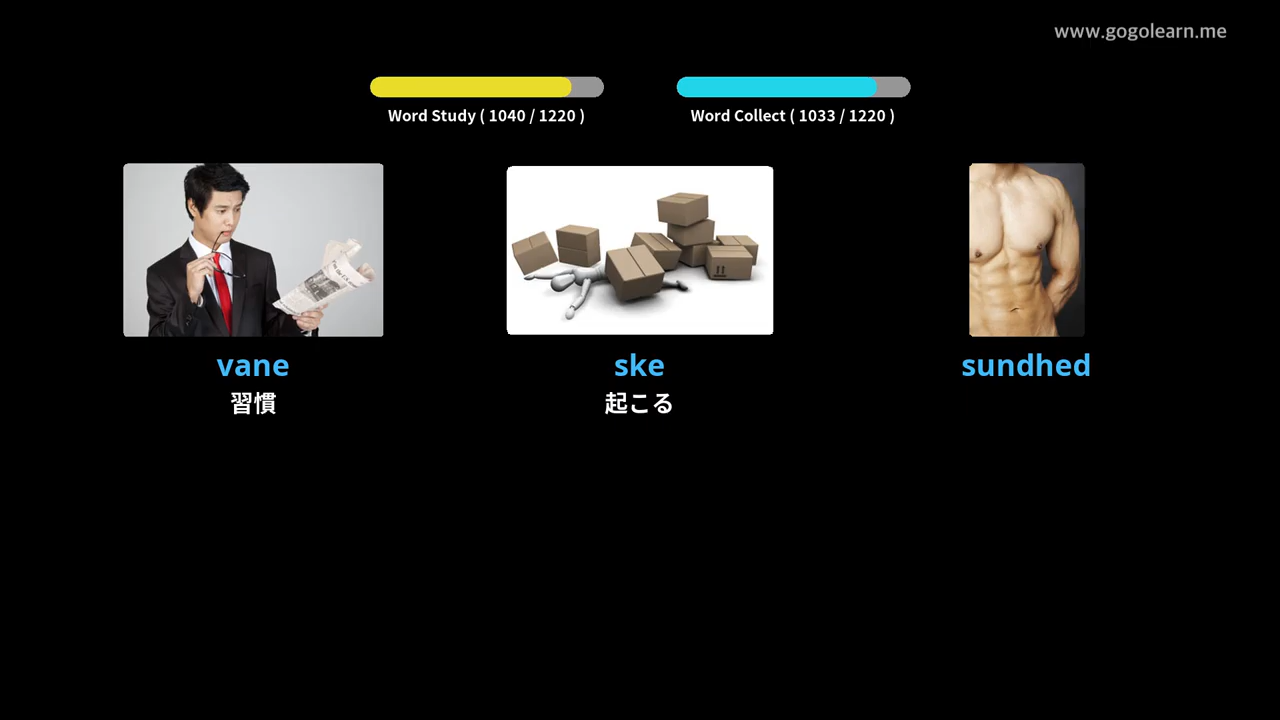 www.gogolearn.me
Word Study ( 1040 / 1220 )
Word Collect ( 1033 / 1220 )
vane
習慣
ske
起こる
sundhed